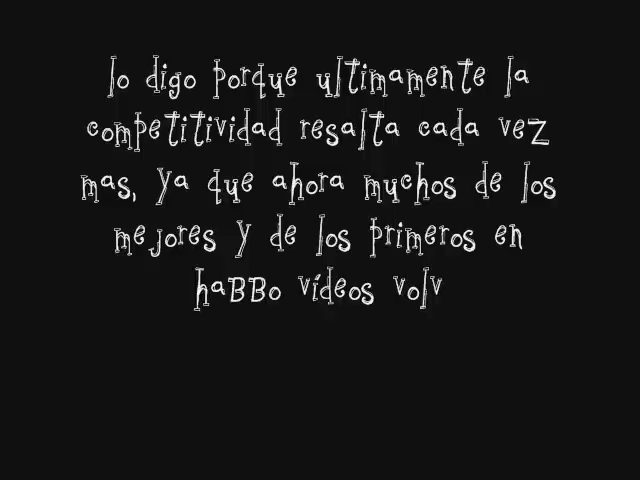 lo digo porque ultimamente la
competitividad resalta cada vez
mas, ya que ahora muchos de los
mejores y de los primeros en
haBBo vídeos volv